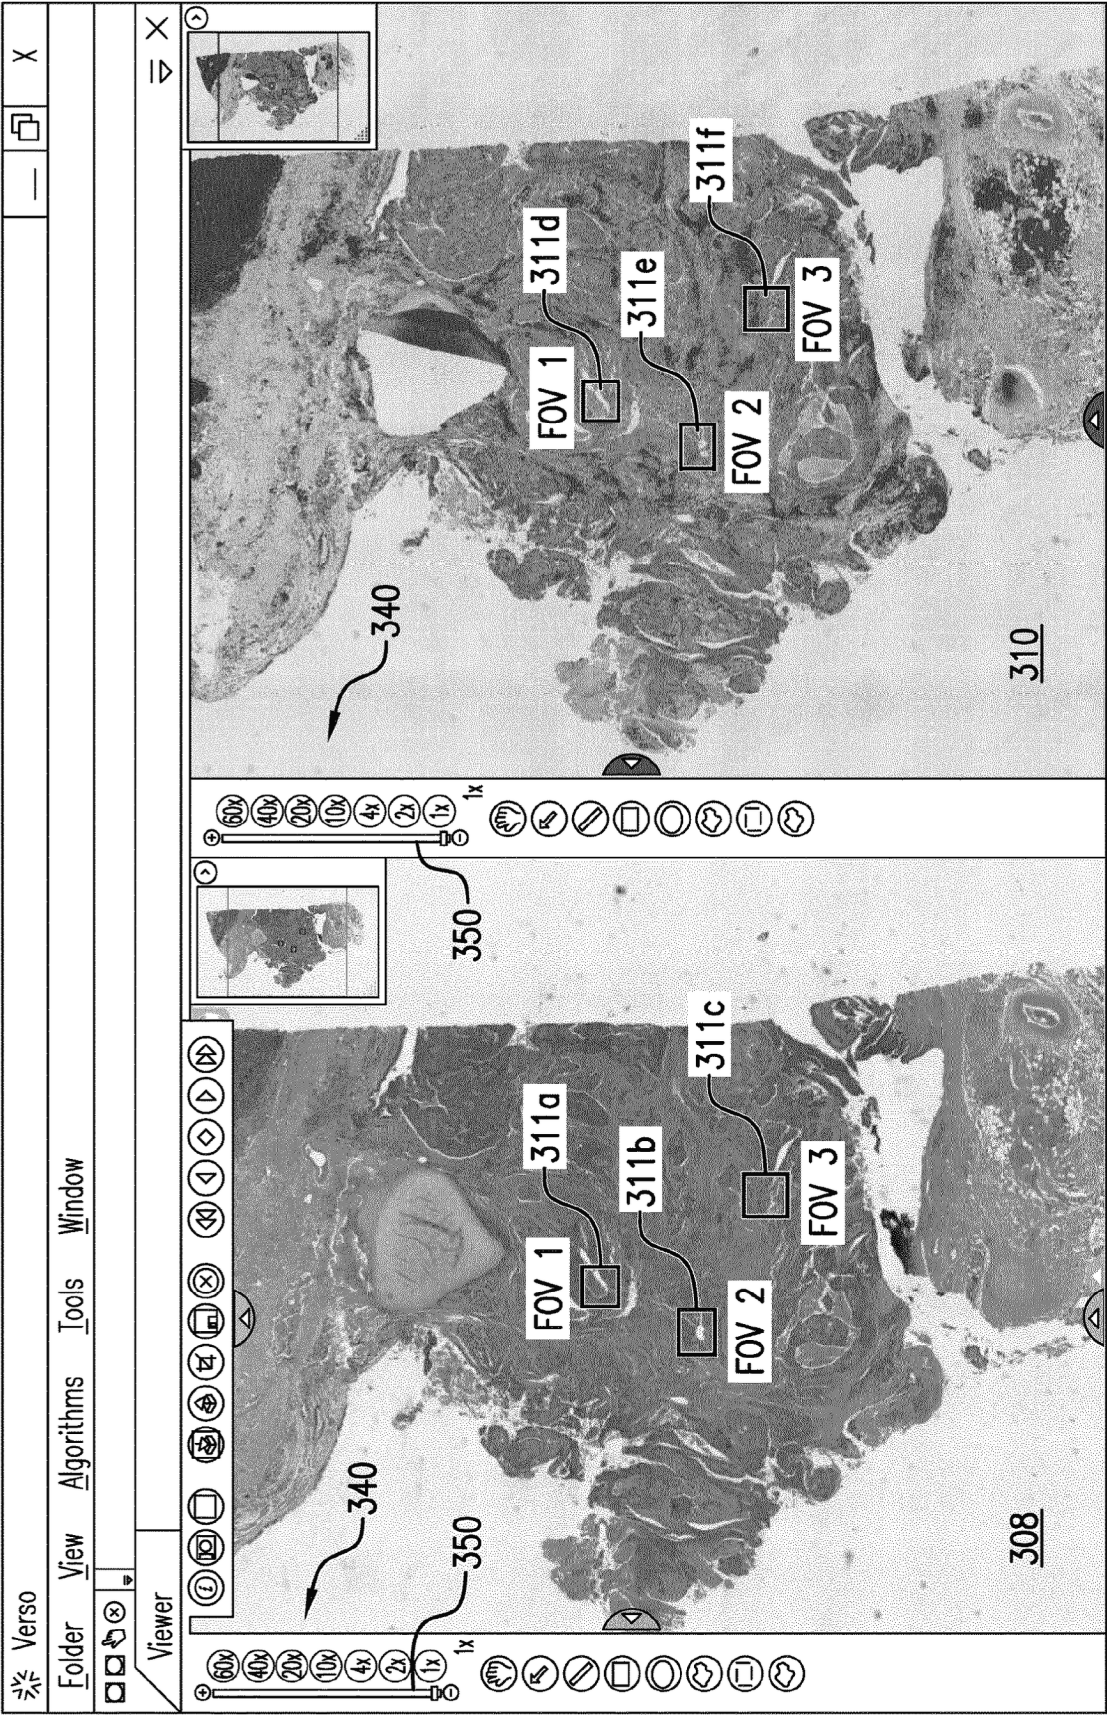 Verso
Folder View Algorithms Tools Window
Viewer
60x
40x
20x
10x
4x
2x
1x
1x
350
340
FOV 1
311a
FOV 2
311b
FOV 3
311c
308
60x
40x
20x
10x
4x
2x
1x
1x
350
340
FOV 1
311d
FOV 2
311e
FOV 3
311f
310